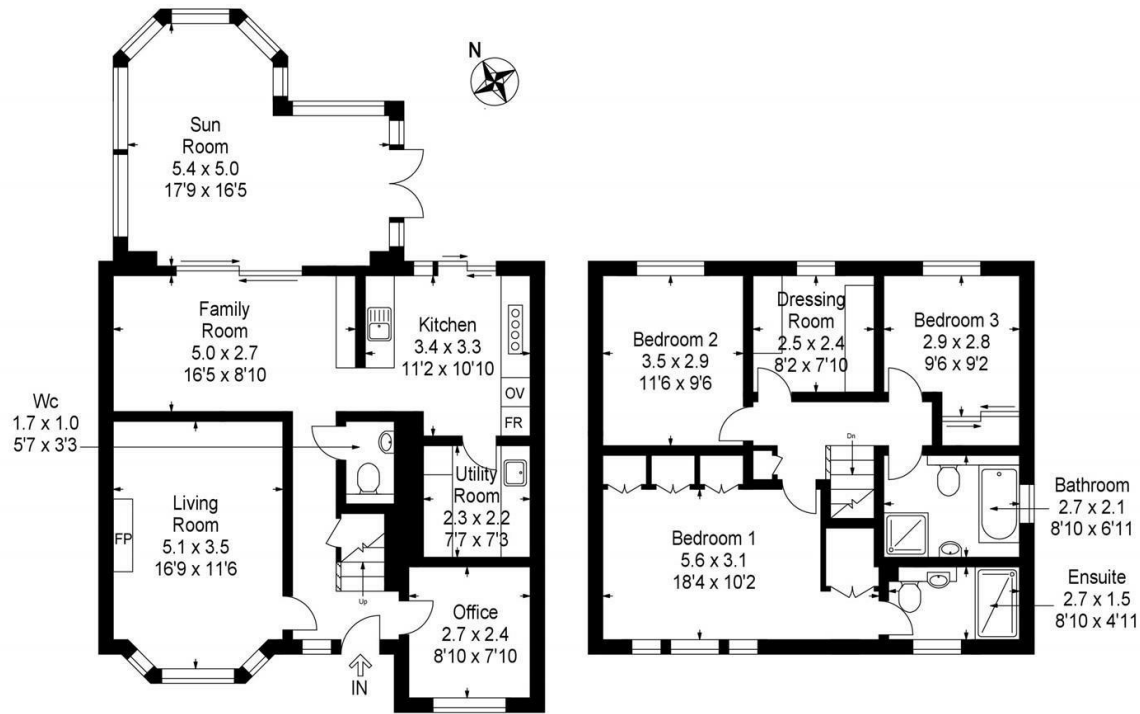 N
Sun
Room
5.4 x 5.0
17'9 x 16'5
Family
Room
5.0 x 2.7
16'5 x 8'10
Kitchen
3.4 x 3.3
11'2 x 10'10
OV
FR
Wc
1.7 x 1.0
5'7 x 3'3
Utility
Room
2.3 x 2.2
7'7 x 7'3
Living
Room
5.1 x 3.5
16'9 x 11'6
FP
Up
Office
2.7 x 2.4
8'10 x 7'10
IN
Bedroom 2
3.5 x 2.9
11'6 x 9'6
Dressing
Room
2.5 x 2.4
8'2 x 7'10
Bedroom 3
2.9 x 2.8
9'6 x 9'2
Dn
Bathroom
2.7 x 2.1
8'10 x 6'11
Bedroom 1
5.6 x 3.1
18'4 x 10'2
Ensuite
2.7 x 1.5
8'10 x 4'11